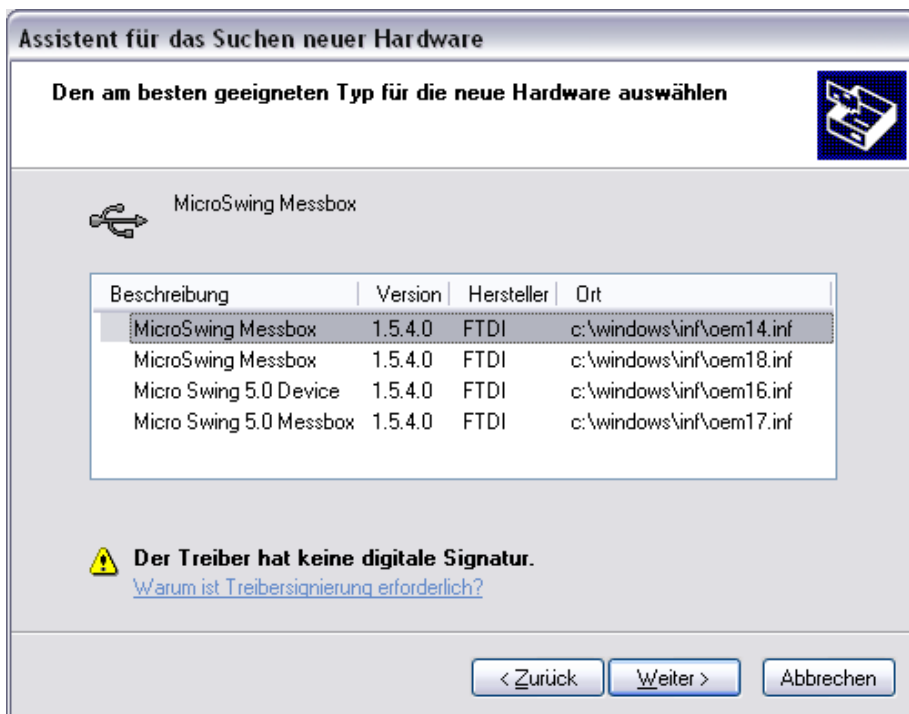 Assistent für das Suchen neuer Hardware
Den am besten geeigneten Typ für die neue Hardware auswählen
MicroSwing Messbox
Beschreibung Version Hersteller Ort
MicroSwing Messbox 1.5.4.0 FTDI c:\windows\inf\oem14.inf
MicroSwing Messbox 1.5.4.0 FTDI c:\windows\inf\oem18.inf
Micro Swing 5.0 Device 1.5.4.0 FTDI c:\windows\inf\oem16.inf
Micro Swing 5.0 Messbox 1.5.4.0 FTDI c:\windows\inf\oem17.inf
Der Treiber hat keine digitale Signatur.
Warum ist Treibersignierung erforderlich?
< Zurück Weiter > Abbrechen